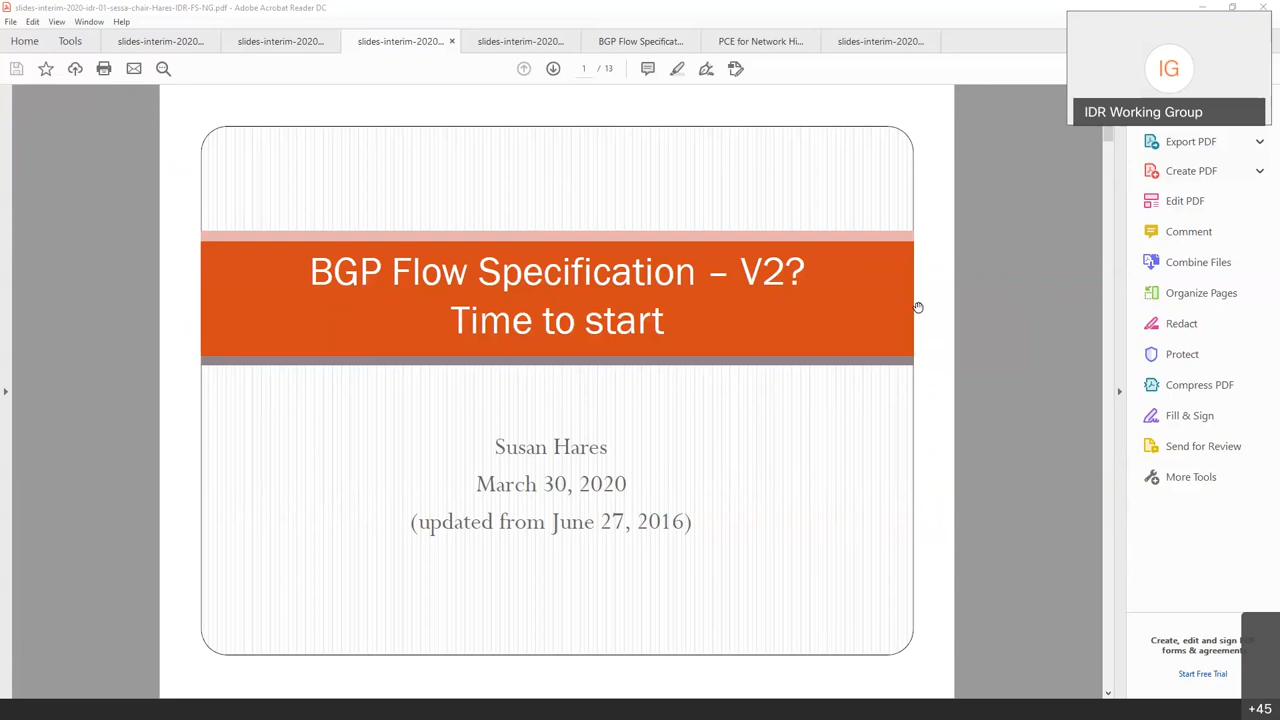 slides-interim-2020-idr-01-sessa-chair-Hares-IDR-FS-NG.pdf - Adobe Acrobat Reader DC
File Edit View Window Help
Home Tools slides-interim-2020... slides-interim-2020... slides-interim-2020... × slides-interim-2020... BGP Flow Specificat... PCE for Network Hi... slides-interim-2020...
1 / 13
IG
IDR Working Group
BGP Flow Specification – V2?
Time to start
Susan Hares
March 30, 2020
(updated from June 27, 2016)
Export PDF
Create PDF
Edit PDF
Comment
Combine Files
Organize Pages
Redact
Protect
Compress PDF
Fill & Sign
Send for Review
More Tools
Create, edit and sign
forms & agreements
Start Free Trial
+45